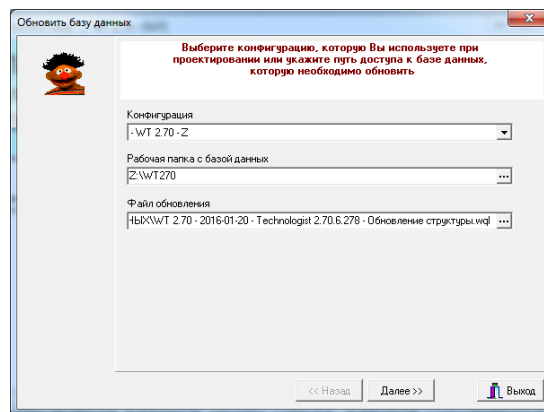 Обновить базу данных
Выберите конфигурацию, которую Вы используете при
проектировании или укажите путь доступа к базе данных,
которую необходимо обновить
Конфигурация
- WT 2.70 - Z
Рабочая папка с базой данных
Z:\WT270
...
Файл обновления
НЫХ\WT 2.70 - 2016-01-20 - Technologist 2.70.6.278 - Обновление структуры.wql
...
<< Назад
Далее >>
Выход